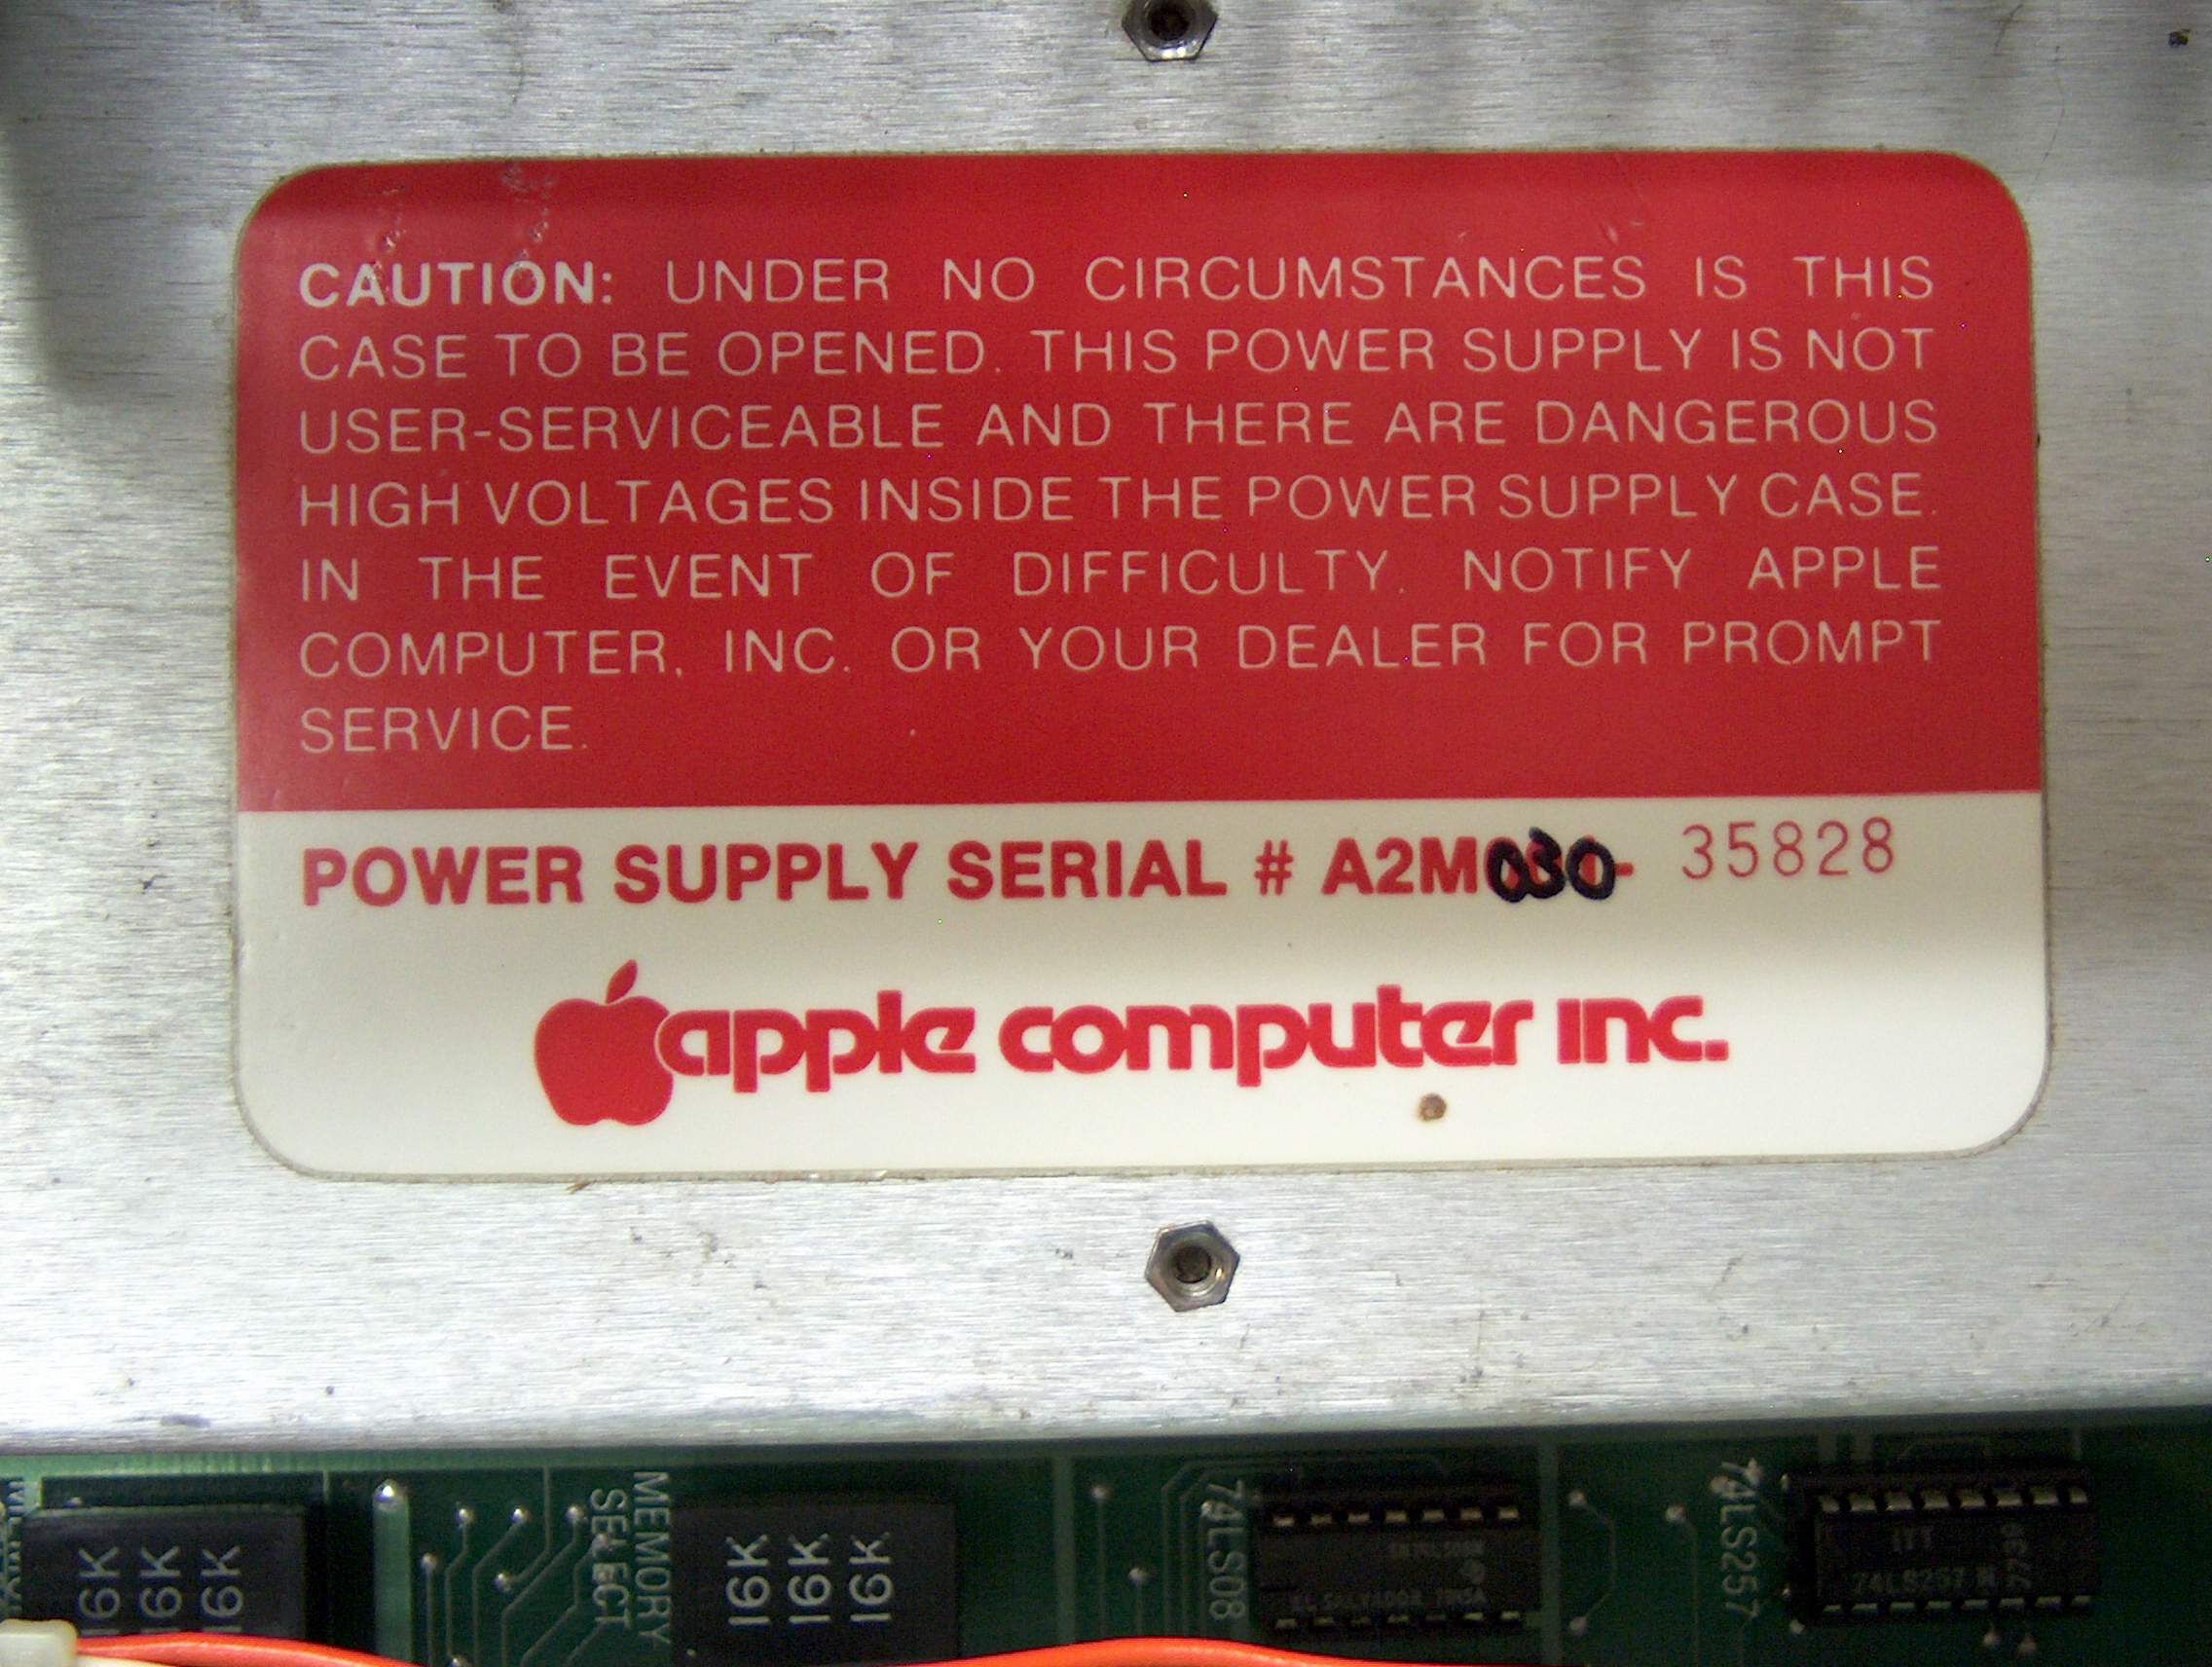 CAUTION: UNDER NO CIRCUMSTANCES IS THIS
CASE TO BE OPENED. THIS POWER SUPPLY IS NOT
USER-SERVICEABLE AND THERE ARE DANGEROUS
HIGH VOLTAGES INSIDE THE POWER SUPPLY CASE.
IN THE EVENT OF DIFFICULTY, NOTIFY APPLE
COMPUTER, INC. OR YOUR DEALER FOR PROMPT
SERVICE.
POWER SUPPLY SERIAL # A2M030- 35828
apple computer inc.
16K
16K
16K
MEMORY
SELECT
16K
16K
16K
74LS08
74LS257
74LS257